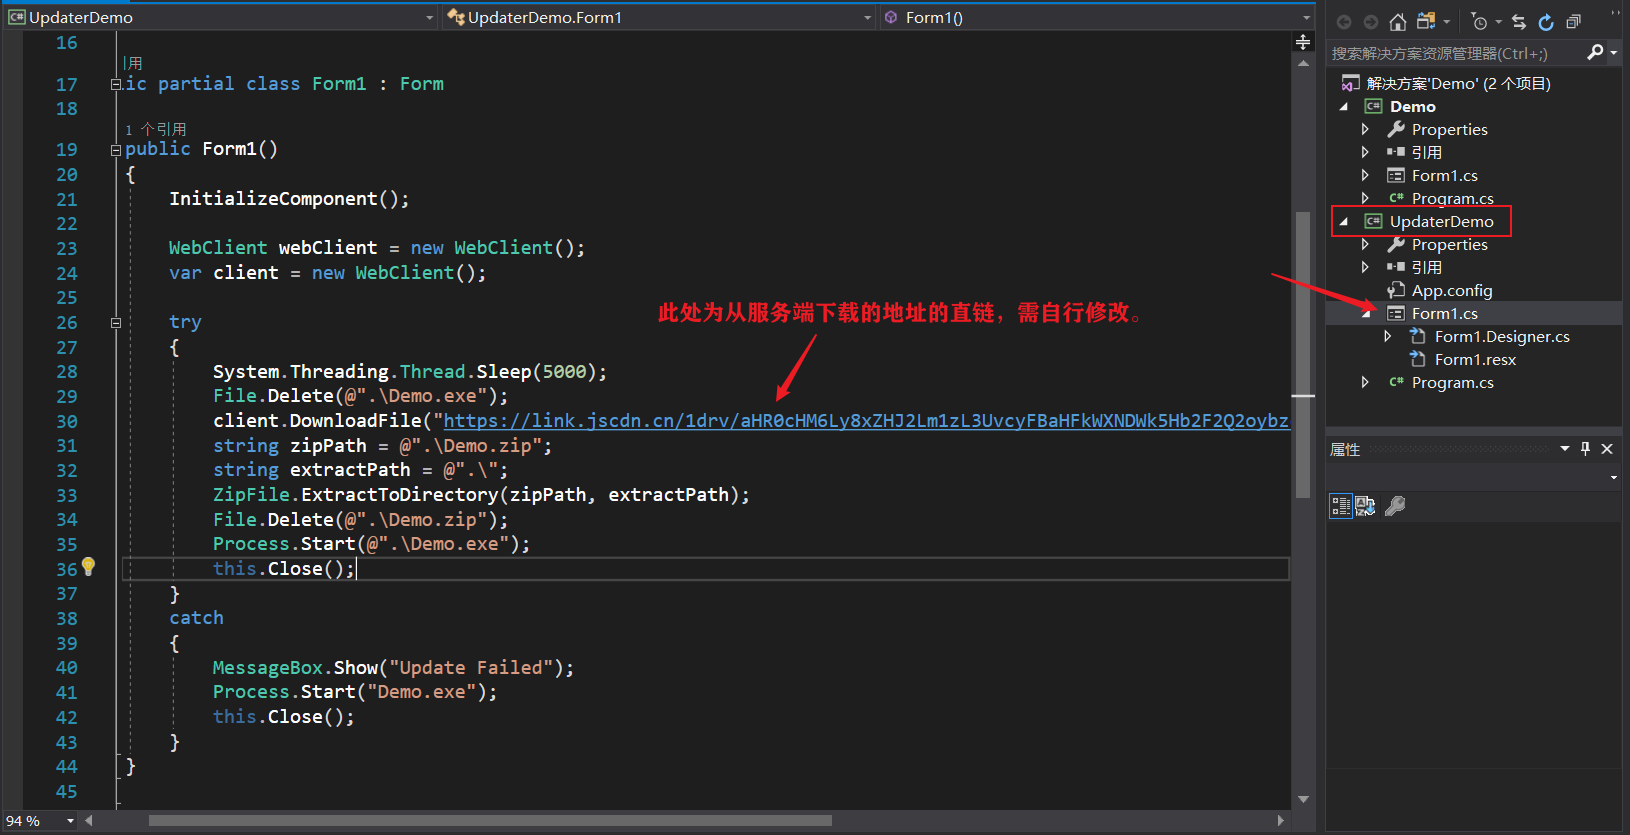 UpdaterDemo
UpdaterDemo.Form1
Form1()
16
|用
17 ic partial class Form1 : Form
18
1 个引用
19 public Form1()
20 {
21 InitializeComponent();
22
23 WebClient webClient = new WebClient();
24 var client = new WebClient();
25
26 try
27 {
28 System.Threading.Thread.Sleep(5000);
29 File.Delete(@".\Demo.exe");
30 client.DownloadFile("https://link.jscdn.cn/1drv/aHR0cHM6Ly8xZHJ2Lm1zL3UvcyFBaHFkWXNDWk5Hb2F2Q2oybz
31 string zipPath = @".\Demo.zip";
32 string extractPath = @".\";
33 ZipFile.ExtractToDirectory(zipPath, extractPath);
34 File.Delete(@".\Demo.zip");
35 Process.Start(@".\Demo.exe");
36 this.Close();
37 }
38 catch
39 {
40 MessageBox.Show("Update Failed");
41 Process.Start("Demo.exe");
42 this.Close();
43 }
44 }
45
94 %
此处为从服务端下载的地址的直链，需自行修改。
搜索解决方案资源管理器(Ctrl+;)
解决方案'Demo' (2 个项目)
Demo
Properties
引用
Form1.cs
Program.cs
UpdaterDemo
Properties
引用
App.config
Form1.cs
Form1.Designer.cs
Form1.resx
Program.cs
属性